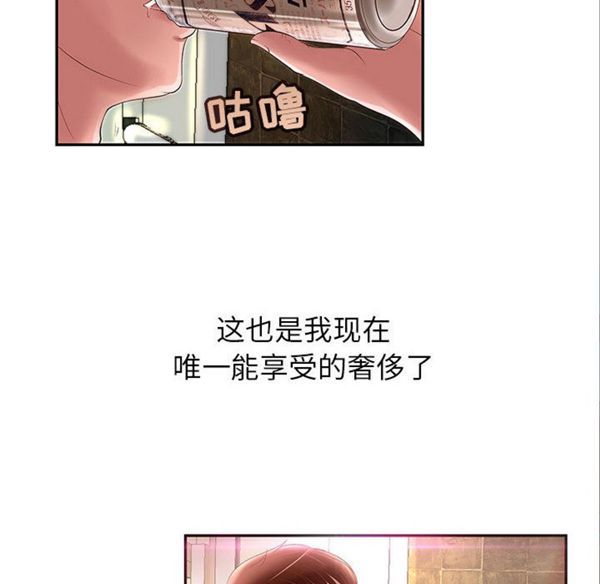 咕噜
这也是我现在
唯一能享受的奢侈了